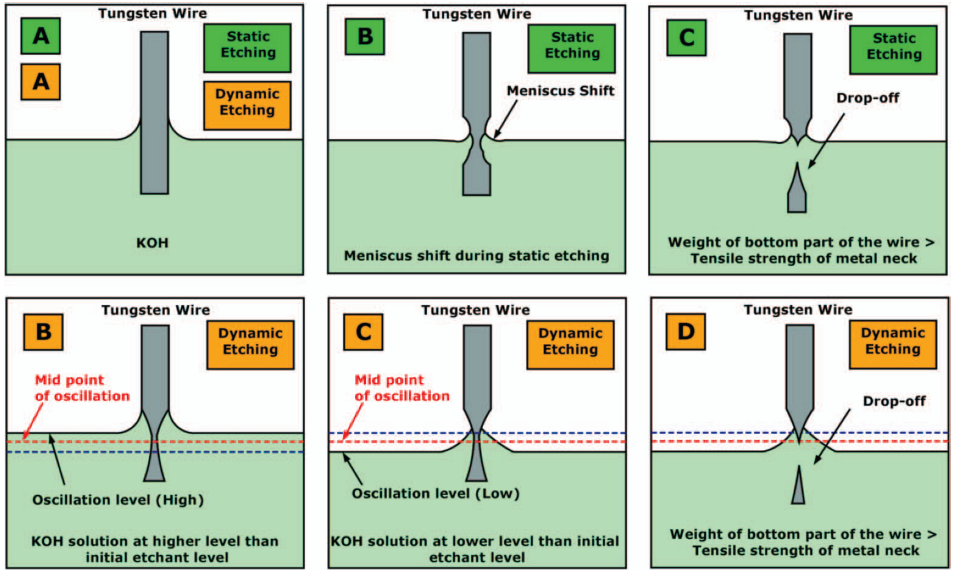 Tungsten Wire
A
Static
Etching
A
Dynamic
Etching
KOH
Tungsten Wire
B
Static
Etching
Meniscus Shift
Meniscus shift during static etching
Tungsten Wire
C
Static
Etching
Drop-off
Weight of bottom part of the wire >
Tensile strength of metal neck
Tungsten Wire
B
Dynamic
Etching
Mid point
of oscillation
Oscillation level (High)
KOH solution at higher level than
initial etchant level
Tungsten Wire
C
Dynamic
Etching
Mid point
of oscillation
Oscillation level (Low)
KOH solution at lower level than initial
etchant level
Tungsten Wire
D
Dynamic
Etching
Drop-off
Weight of bottom part of the wire >
Tensile strength of metal neck